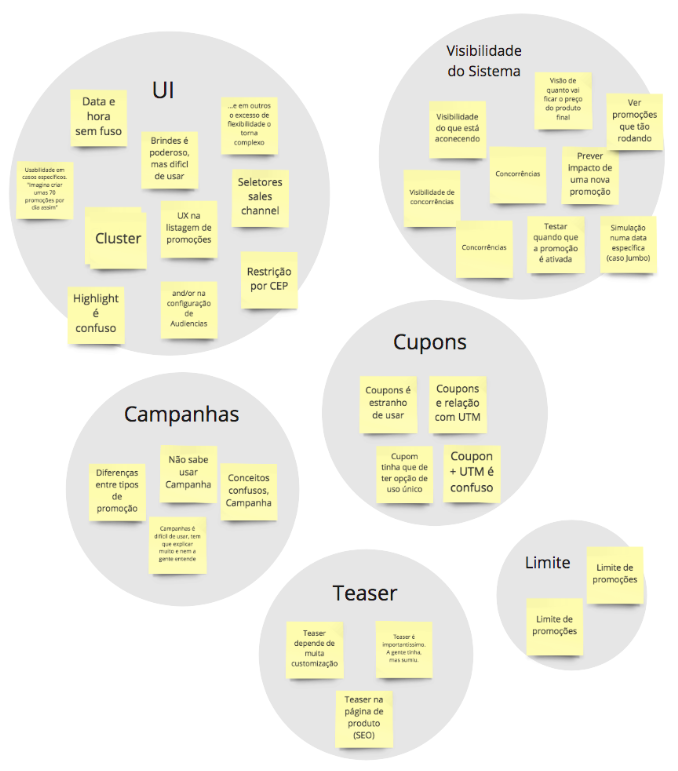 UI
Data e
hora
sem fuso
...e em outros
o excesso de
flexibilidade o
torna
complexo
Brindes é
poderoso,
mas dificil
de usar
Usabilidade em
casos específicos.
"Imagina criar
umas 70
promoções por
dia assim"
Seletores
sales
channel
Cluster
UX na
listagem de
promoções
Restrição
por CEP
Highlight
é
confuso
and/or na
configuração
de
Audiencias
Visibilidade
do Sistema
Visão de
quanto vai
ficar o preço
do produto
final
Ver
promoções
que tão
rodando
Visibilidade
do que está
aconecendo
Concorrências
Prever
impacto de
uma nova
promoção
Visibilidade de
concorrências
Concorrências
Testar
quando que
a promoção
é ativada
Simulação
numa data
específica
(caso Jumbo)
Cupons
Coupons é
estranho
de usar
Coupons
e relação
com UTM
Cupom
tinha que de
ter opção de
uso único
Coupon
+ UTM é
confuso
Campanhas
Diferenças
entre tipos
de
promoção
Não sabe
usar
Campanha
Conceitos
confusos,
Campanha
Campanhas é
difícil de usar, tem
que explicar
muito e nem a
gente entende
Limite
Limite de
promoções
Limite de
promoções
Teaser
Teaser
depende de
muita
customização
Teaser é
importantíssimo.
A gente tinha,
mas sumiu
Teaser na
página de
produto
(SEO)